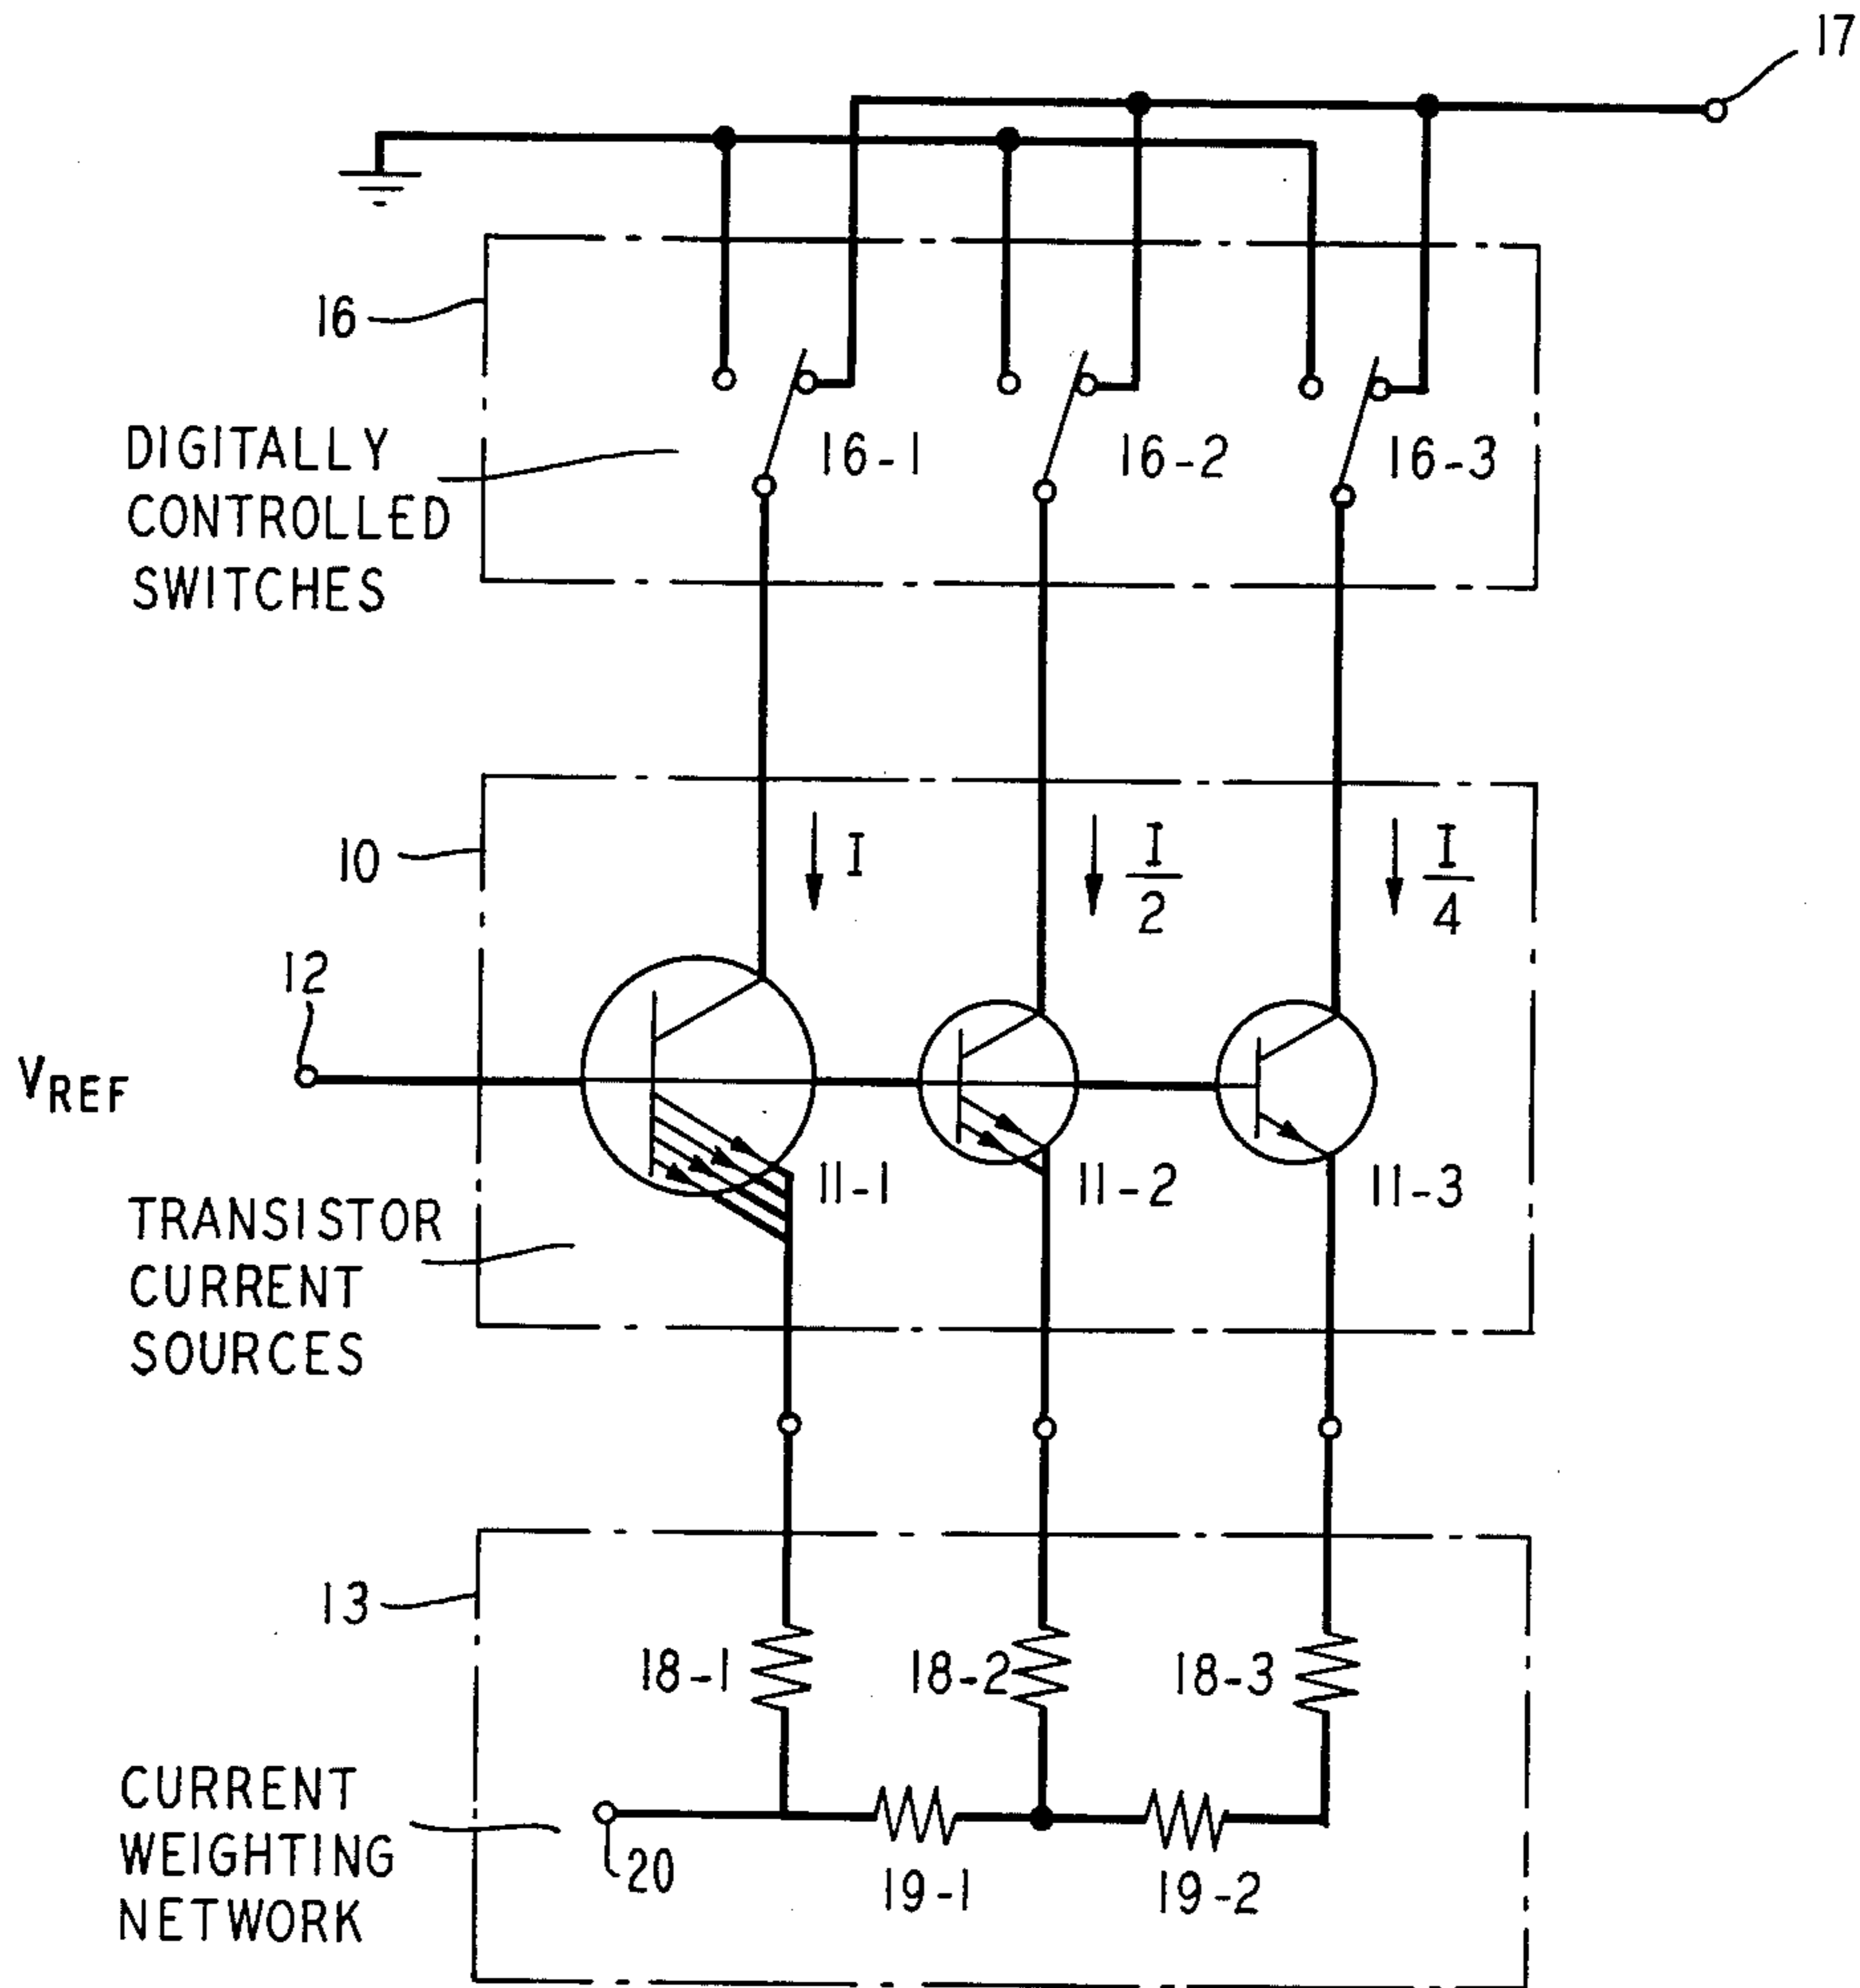 17
16
DIGITALLY
CONTROLLED
SWITCHES
16-1
16-2
16-3
10
I
I
2
I
4
12
VREF
11-1
11-2
11-3
TRANSISTOR
CURRENT
SOURCES
13
18-1
18-2
18-3
CURRENT
WEIGHTING
NETWORK
20
19-1
19-2